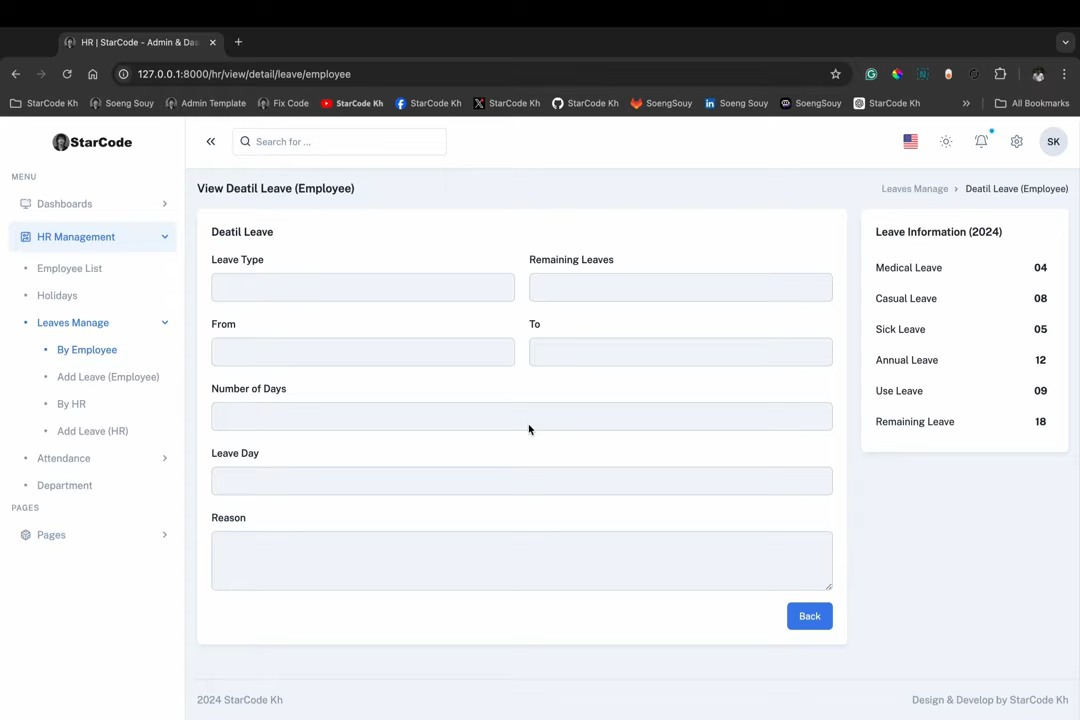 HR | StarCode - Admin & Das
127.0.0.1:8000/hr/view/detail/leave/employee
StarCode Kh
Soeng Souy
Admin Template
Fix Code
StarCode Kh
StarCode Kh
StarCode Kh
StarCode Kh
SoengSouy
Soeng Souy
SoengSouy
StarCode Kh
»
All Bookmarks
StarCode
Search for ...
SK
MENU
Dashboards
HR Management
Employee List
Holidays
Leaves Manage
By Employee
Add Leave (Employee)
By HR
Add Leave (HR)
Attendance
Department
PAGES
Pages
View Deatil Leave (Employee)
Leaves Manage > Deatil Leave (Employee)
Deatil Leave
Leave Type
Remaining Leaves
From
To
Number of Days
Leave Day
Reason
Back
Leave Information (2024)
Medical Leave 04
Casual Leave 08
Sick Leave 05
Annual Leave 12
Use Leave 09
Remaining Leave 18
2024 StarCode Kh
Design & Develop by StarCode Kh